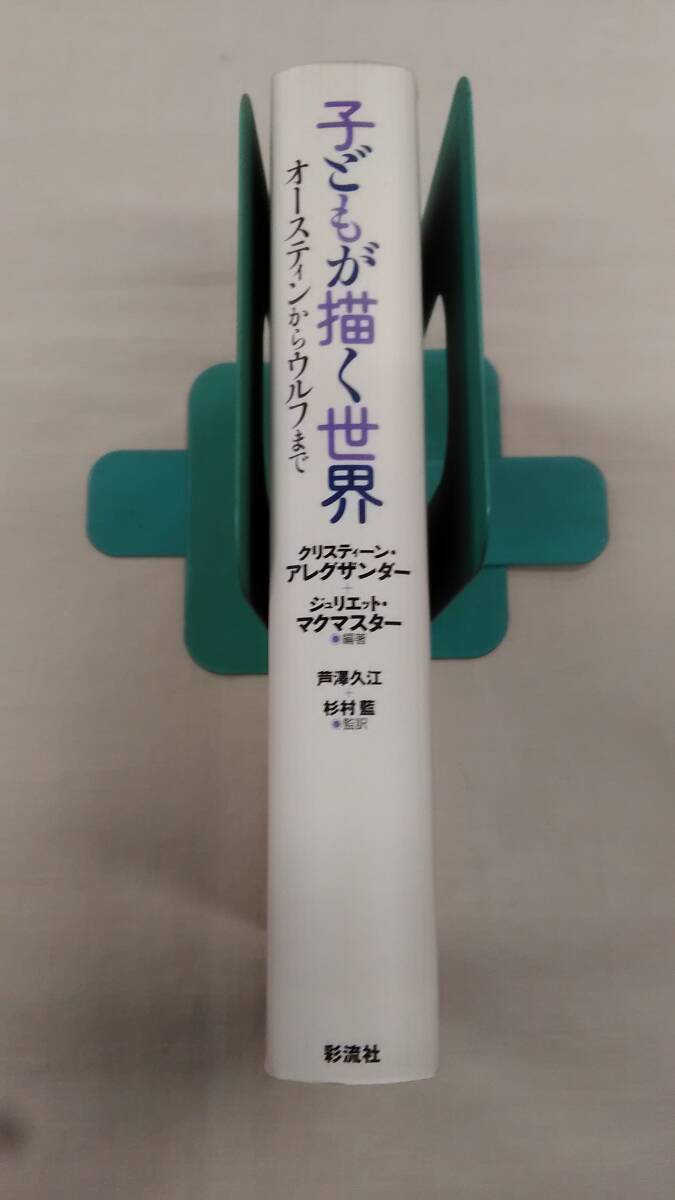 子どもが描く世界
オースティンからウルフまで
クリスティーン・
アレグザンダー
+
ジュリエット・
マクマスター
●編著
芦澤久江
+
杉村藍
●監訳
彩流社